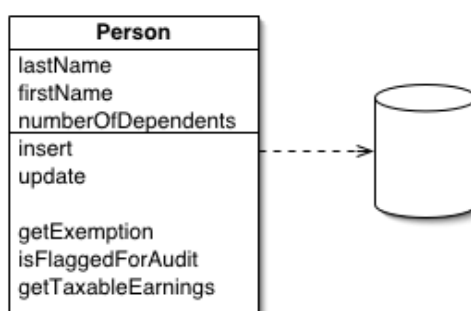 Person
lastName
firstName
numberOfDependents
insert
update
getExemption
isFlaggedForAudit
getTaxableEarnings